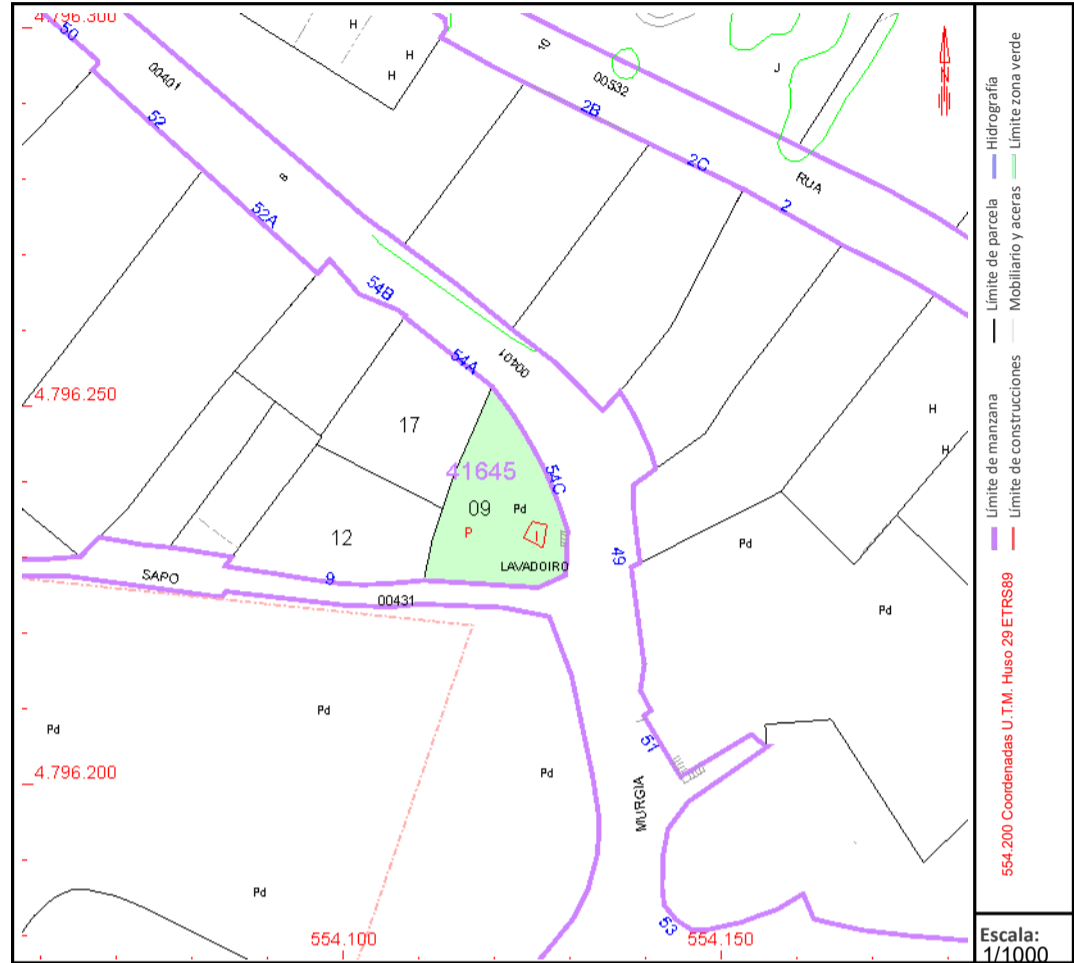 4.796.300
50
00401
H
H
H
10
00532
J
2B
52
2C
RUA
2
8
52A
54B
54A
00401
4.796.250
17
H
41645
54C
H
09
Pd
P
I
12
LAVADOIRO
49
Pd
SAPO
9
00431
Pd
Pd
Pd
51
4.796.200
Pd
MURGIA
Pd
53
554.100
554.150
N
Límite de manzana
Límite de parcela
Hidrografía
Límite de construcciones
Mobiliario y aceras
Límite zona verde
554.200 Coordenadas U.T.M. Huso 29 ETRS89
Escala:
1/1000